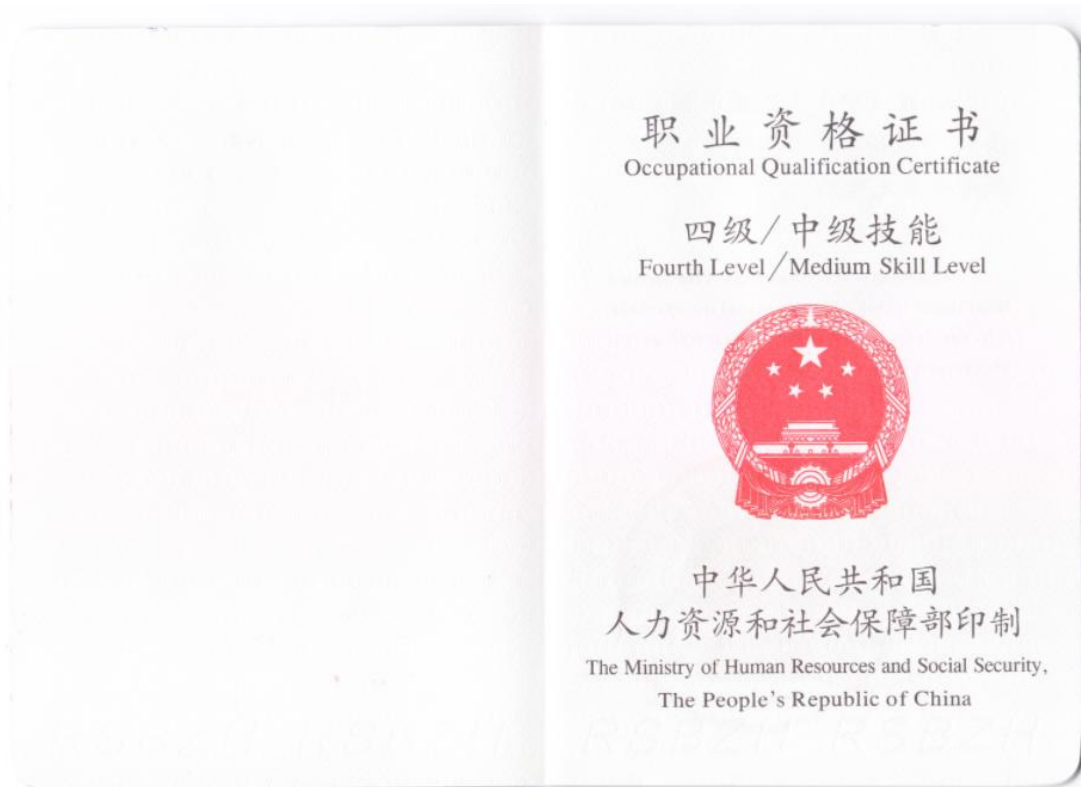 职业资格证书
Occupational Qualification Certificate
四级/中级技能
Fourth Level/Medium Skill Level
中华人民共和国
人力资源和社会保障部印制
The Ministry of Human Resources and Social Security,
The People's Republic of China